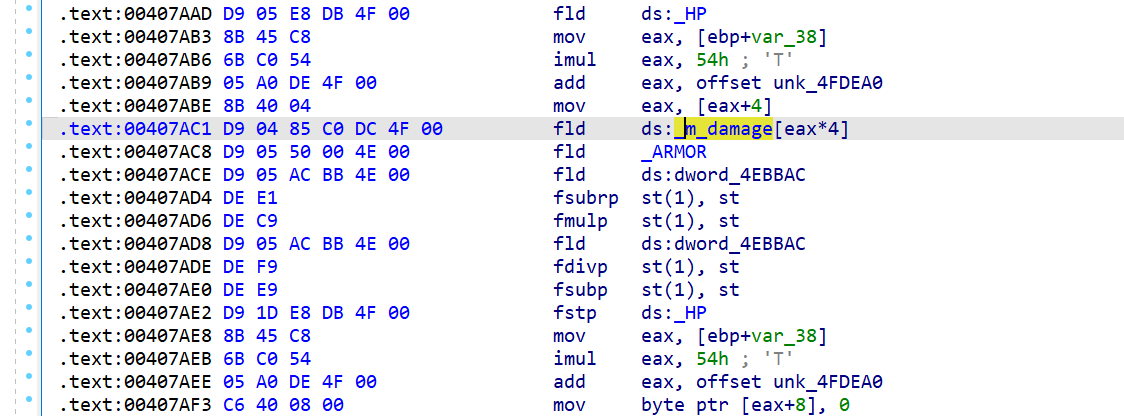 .text:00407AAD D9 05 E8 DB 4F 00 fld ds:_HP
.text:00407AB3 8B 45 C8 mov eax, [ebp+var_38]
.text:00407AB6 6B C0 54 imul eax, 54h ; 'T'
.text:00407AB9 05 A0 DE 4F 00 add eax, offset unk_4FDEA0
.text:00407ABE 8B 40 04 mov eax, [eax+4]
.text:00407AC1 D9 04 85 C0 DC 4F 00 fld ds:_m_damage[eax*4]
.text:00407AC8 D9 05 50 00 4E 00 fld _ARMOR
.text:00407ACE D9 05 AC BB 4E 00 fld ds:dword_4EBBAC
.text:00407AD4 DE E1 fsubrp st(1), st
.text:00407AD6 DE C9 fmulp st(1), st
.text:00407AD8 D9 05 AC BB 4E 00 fld ds:dword_4EBBAC
.text:00407ADE DE F9 fdivp st(1), st
.text:00407AE0 DE E9 fsubp st(1), st
.text:00407AE2 D9 1D E8 DB 4F 00 fstp ds:_HP
.text:00407AE8 8B 45 C8 mov eax, [ebp+var_38]
.text:00407AEB 6B C0 54 imul eax, 54h ; 'T'
.text:00407AEE 05 A0 DE 4F 00 add eax, offset unk_4FDEA0
.text:00407AF3 C6 40 08 00 mov byte ptr [eax+8], 0